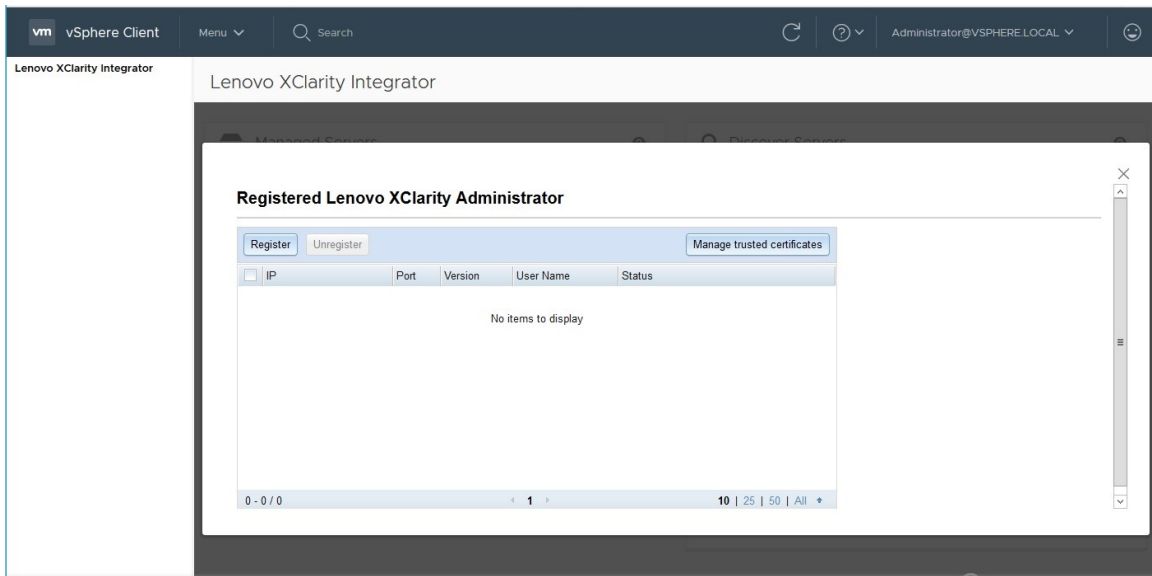 vm vSphere Client Menu Search Administrator@VSPHERE.LOCAL
Lenovo XClarity Integrator
Lenovo XClarity Integrator
Managed Servers Discover Servers
Registered Lenovo XClarity Administrator
Register Unregister Manage trusted certificates
IP Port Version User Name Status
No items to display
0 - 0 / 0 1 10 | 25 | 50 | All